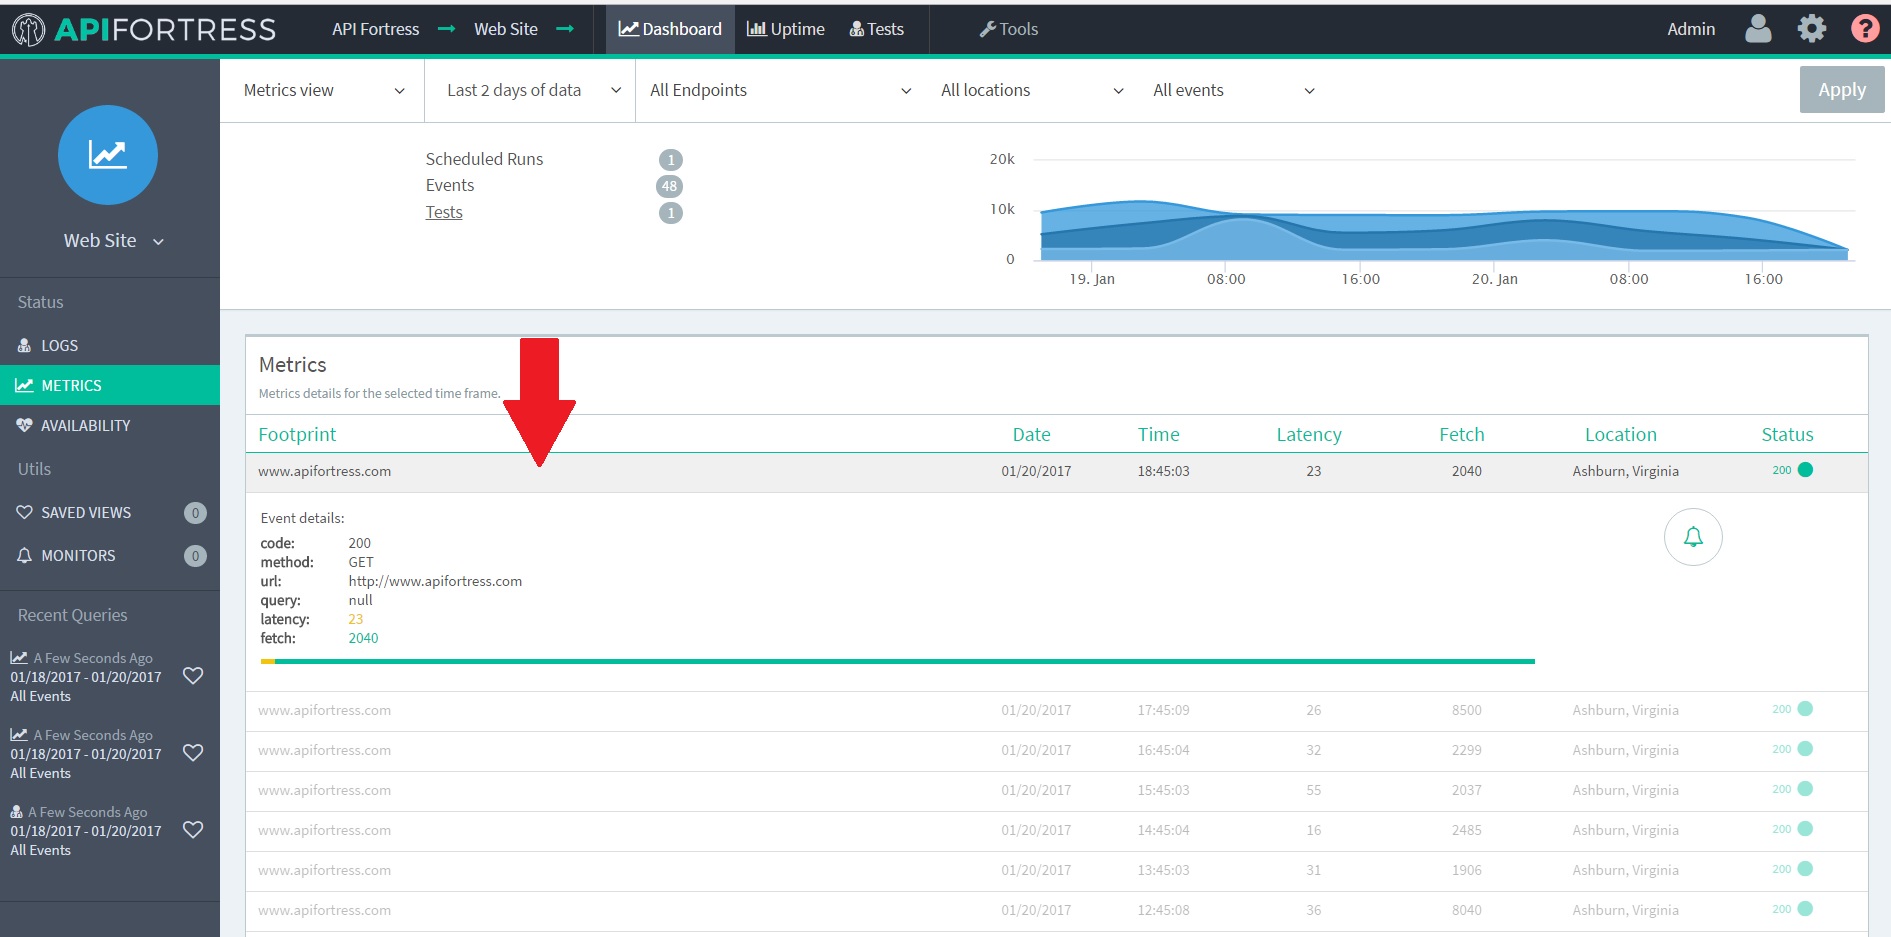 APIFORTRESS API Fortress Web Site Dashboard Uptime Tests Tools Admin ?
Metrics view Last 2 days of data All Endpoints All locations All events Apply
Web Site
Status
LOGS
METRICS
AVAILABILITY
Utils
SAVED VIEWS 0
MONITORS 0
Recent Queries
A Few Seconds Ago
01/18/2017 - 01/20/2017
All Events
A Few Seconds Ago
01/18/2017 - 01/20/2017
All Events
A Few Seconds Ago
01/18/2017 - 01/20/2017
All Events
Scheduled Runs 1
Events 48
Tests 1
20k
10k
0
19. Jan 08:00 16:00 20. Jan 08:00 16:00
Metrics
Metrics details for the selected time frame.
Footprint Date Time Latency Fetch Location Status
www.apifortress.com 01/20/2017 18:45:03 23 2040 Ashburn, Virginia 200
Event details:
code: 200
method: GET
url: http://www.apifortress.com
query: null
latency: 23
fetch: 2040
www.apifortress.com 01/20/2017 17:45:09 26 8500 Ashburn, Virginia 200
www.apifortress.com 01/20/2017 16:45:04 32 2299 Ashburn, Virginia 200
www.apifortress.com 01/20/2017 15:45:03 55 2037 Ashburn, Virginia 200
www.apifortress.com 01/20/2017 14:45:04 16 2485 Ashburn, Virginia 200
www.apifortress.com 01/20/2017 13:45:03 31 1906 Ashburn, Virginia 200
www.apifortress.com 01/20/2017 12:45:08 36 8040 Ashburn, Virginia 200